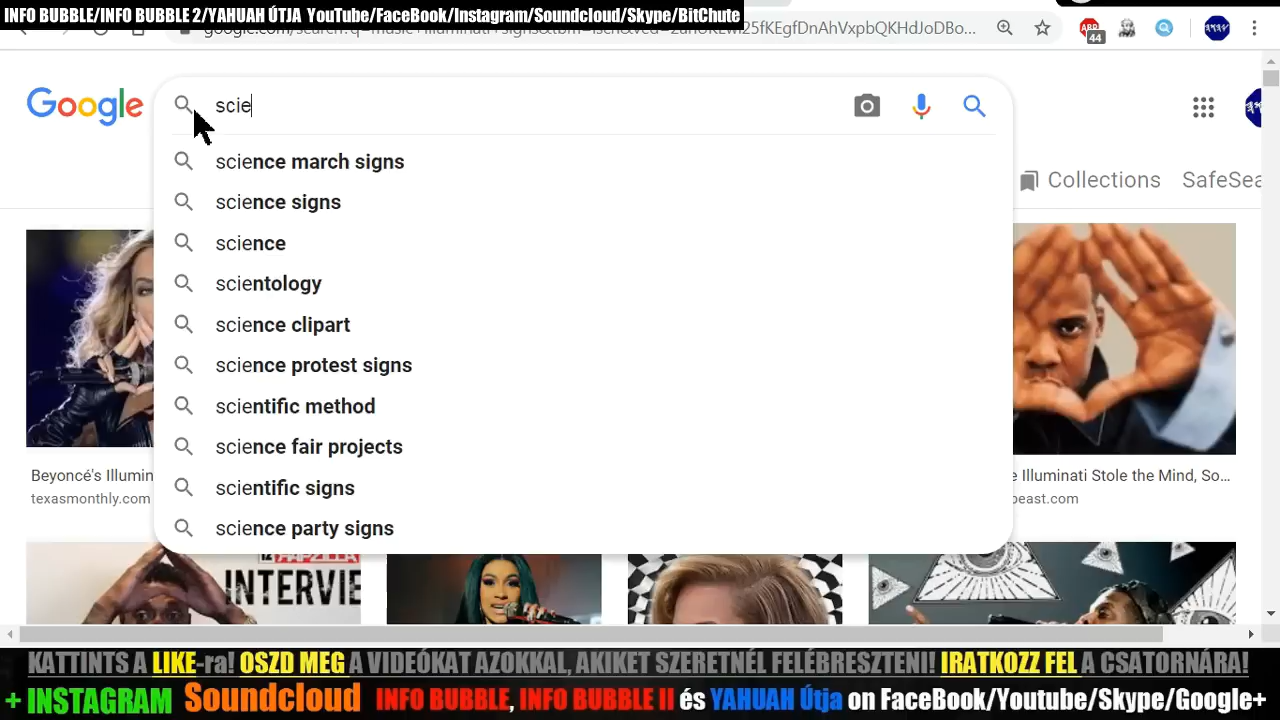 INFO BUBBLE/INFO BUBBLE 2/YAHUAH ÚTJA YouTube/FaceBook/Instagram/Soundcloud/Skype/BitChute
44
Google
scie
science march signs
science signs
science
scientology
science clipart
science protest signs
scientific method
science fair projects
scientific signs
science party signs
Collections
SafeSea
Beyoncé's Illumin
texasmonthly.com
e Illuminati Stole the Mind, So...
beast.com
INTERVIE
KATTINTS A LIKE-ra! OSZD MEG A VIDEÓKAT AZOKKAL, AKIKET SZERETNÉL FELÉBRESZTENI! IRATKOZZ FEL A CSATORNÁRA!
+ INSTAGRAM Soundcloud INFO BUBBLE, INFO BUBBLE II és YAHUAH Útja on FaceBook/Youtube/Skype/Google+